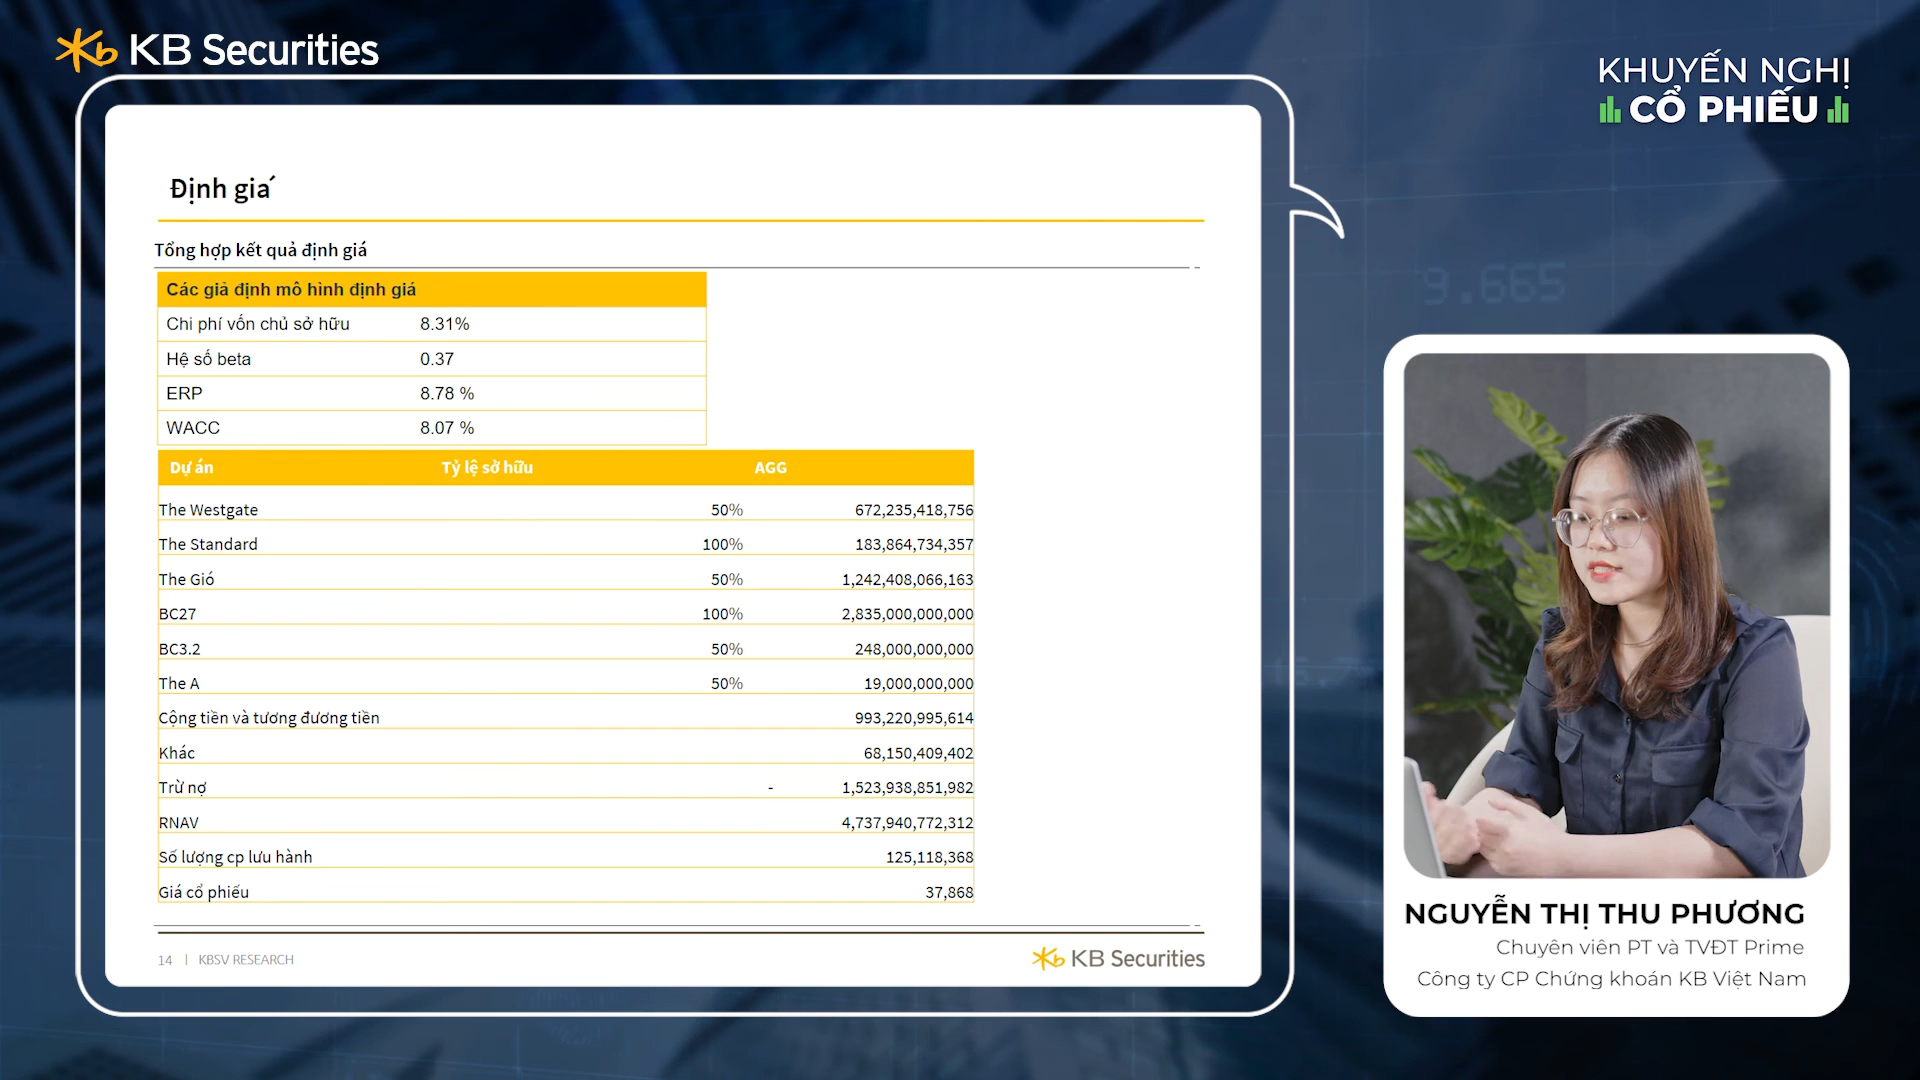 KB Securities
KHUYẾN NGHỊ
CỔ PHIẾU
Định giá
Tổng hợp kết quả định giá
Các giả định mô hình định giá
Chi phí vốn chủ sở hữu 8.31%
Hệ số beta 0.37
ERP 8.78 %
WACC 8.07 %
Dự án Tỷ lệ sở hữu AGG
The Westgate 50% 672,235,418,756
The Standard 100% 183,864,734,357
The Gió 50% 1,242,408,066,163
BC27 100% 2,835,000,000,000
BC3.2 50% 248,000,000,000
The A 50% 19,000,000,000
Cộng tiền và tương đương tiền 993,220,995,614
Khác 68,150,409,402
Trừ nợ - 1,523,938,851,982
RNAV 4,737,940,772,312
Số lượng cp lưu hành 125,118,368
Giá cổ phiếu 37,868
14 | KBSV RESEARCH
KB Securities
9.665
NGUYỄN THỊ THU PHƯƠNG
Chuyên viên PT và TVĐT Prime
Công ty CP Chứng khoán KB Việt Nam